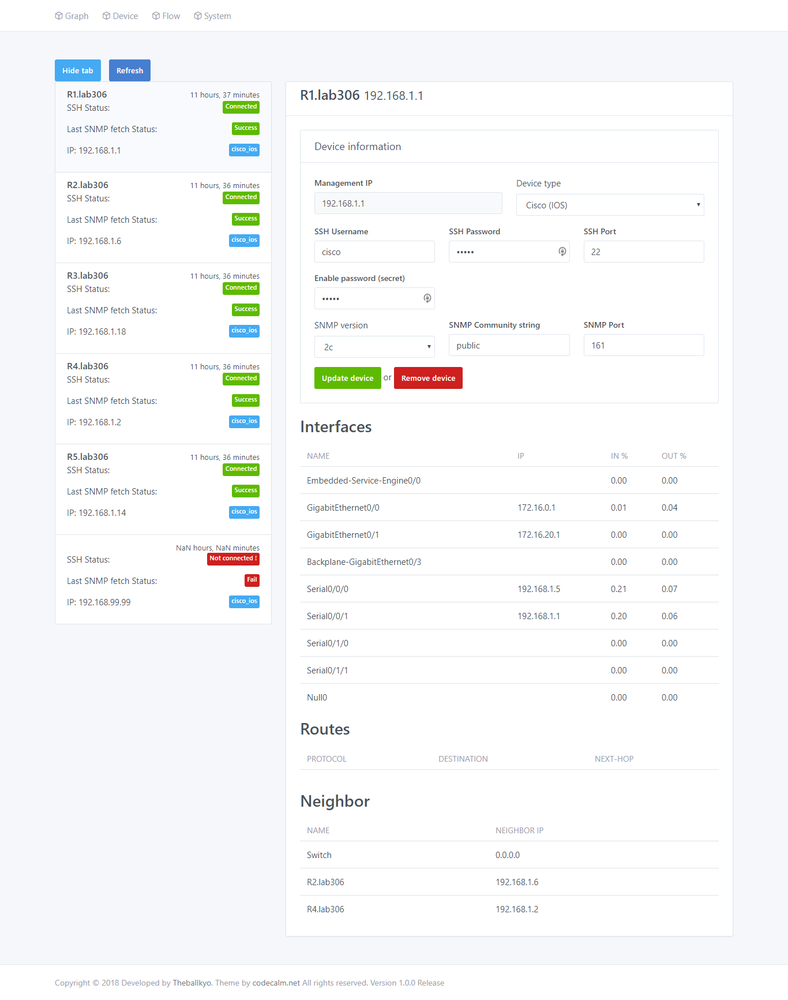 Graph Device Flow System
Hide tab Refresh
R1.lab306 11 hours, 37 minutes
SSH Status: Connected
Last SNMP fetch Status: Success
IP: 192.168.1.1 cisco_ios
R2.lab306 11 hours, 36 minutes
SSH Status: Connected
Last SNMP fetch Status: Success
IP: 192.168.1.6 cisco_ios
R3.lab306 11 hours, 36 minutes
SSH Status: Connected
Last SNMP fetch Status: Success
IP: 192.168.1.18 cisco_ios
R4.lab306 11 hours, 36 minutes
SSH Status: Connected
Last SNMP fetch Status: Success
IP: 192.168.1.2 cisco_ios
R5.lab306 11 hours, 36 minutes
SSH Status: Connected
Last SNMP fetch Status: Success
IP: 192.168.1.14 cisco_ios
NaN hours, NaN minutes
SSH Status: Not connected !
Last SNMP fetch Status: Fail
IP: 192.168.99.99 cisco_ios
R1.lab306 192.168.1.1
Device information
Management IP Device type
192.168.1.1 Cisco (IOS)
SSH Username SSH Password SSH Port
cisco ••••• 22
Enable password (secret)
•••••
SNMP version SNMP Community string SNMP Port
2c public 161
Update device or Remove device
Interfaces
NAME IP IN % OUT %
Embedded-Service-Engine0/0 0.00 0.00
GigabitEthernet0/0 172.16.0.1 0.01 0.04
GigabitEthernet0/1 172.16.20.1 0.00 0.00
Backplane-GigabitEthernet0/3 0.00 0.00
Serial0/0/0 192.168.1.5 0.21 0.07
Serial0/0/1 192.168.1.1 0.20 0.06
Serial0/1/0 0.00 0.00
Serial0/1/1 0.00 0.00
Null0 0.00 0.00
Routes
PROTOCOL DESTINATION NEXT-HOP
Neighbor
NAME NEIGHBOR IP
Switch 0.0.0.0
R2.lab306 192.168.1.6
R4.lab306 192.168.1.2
Copyright © 2018 Developed by Theballkyo. Theme by codecalm.net All rights reserved. Version 1.0.0 Release